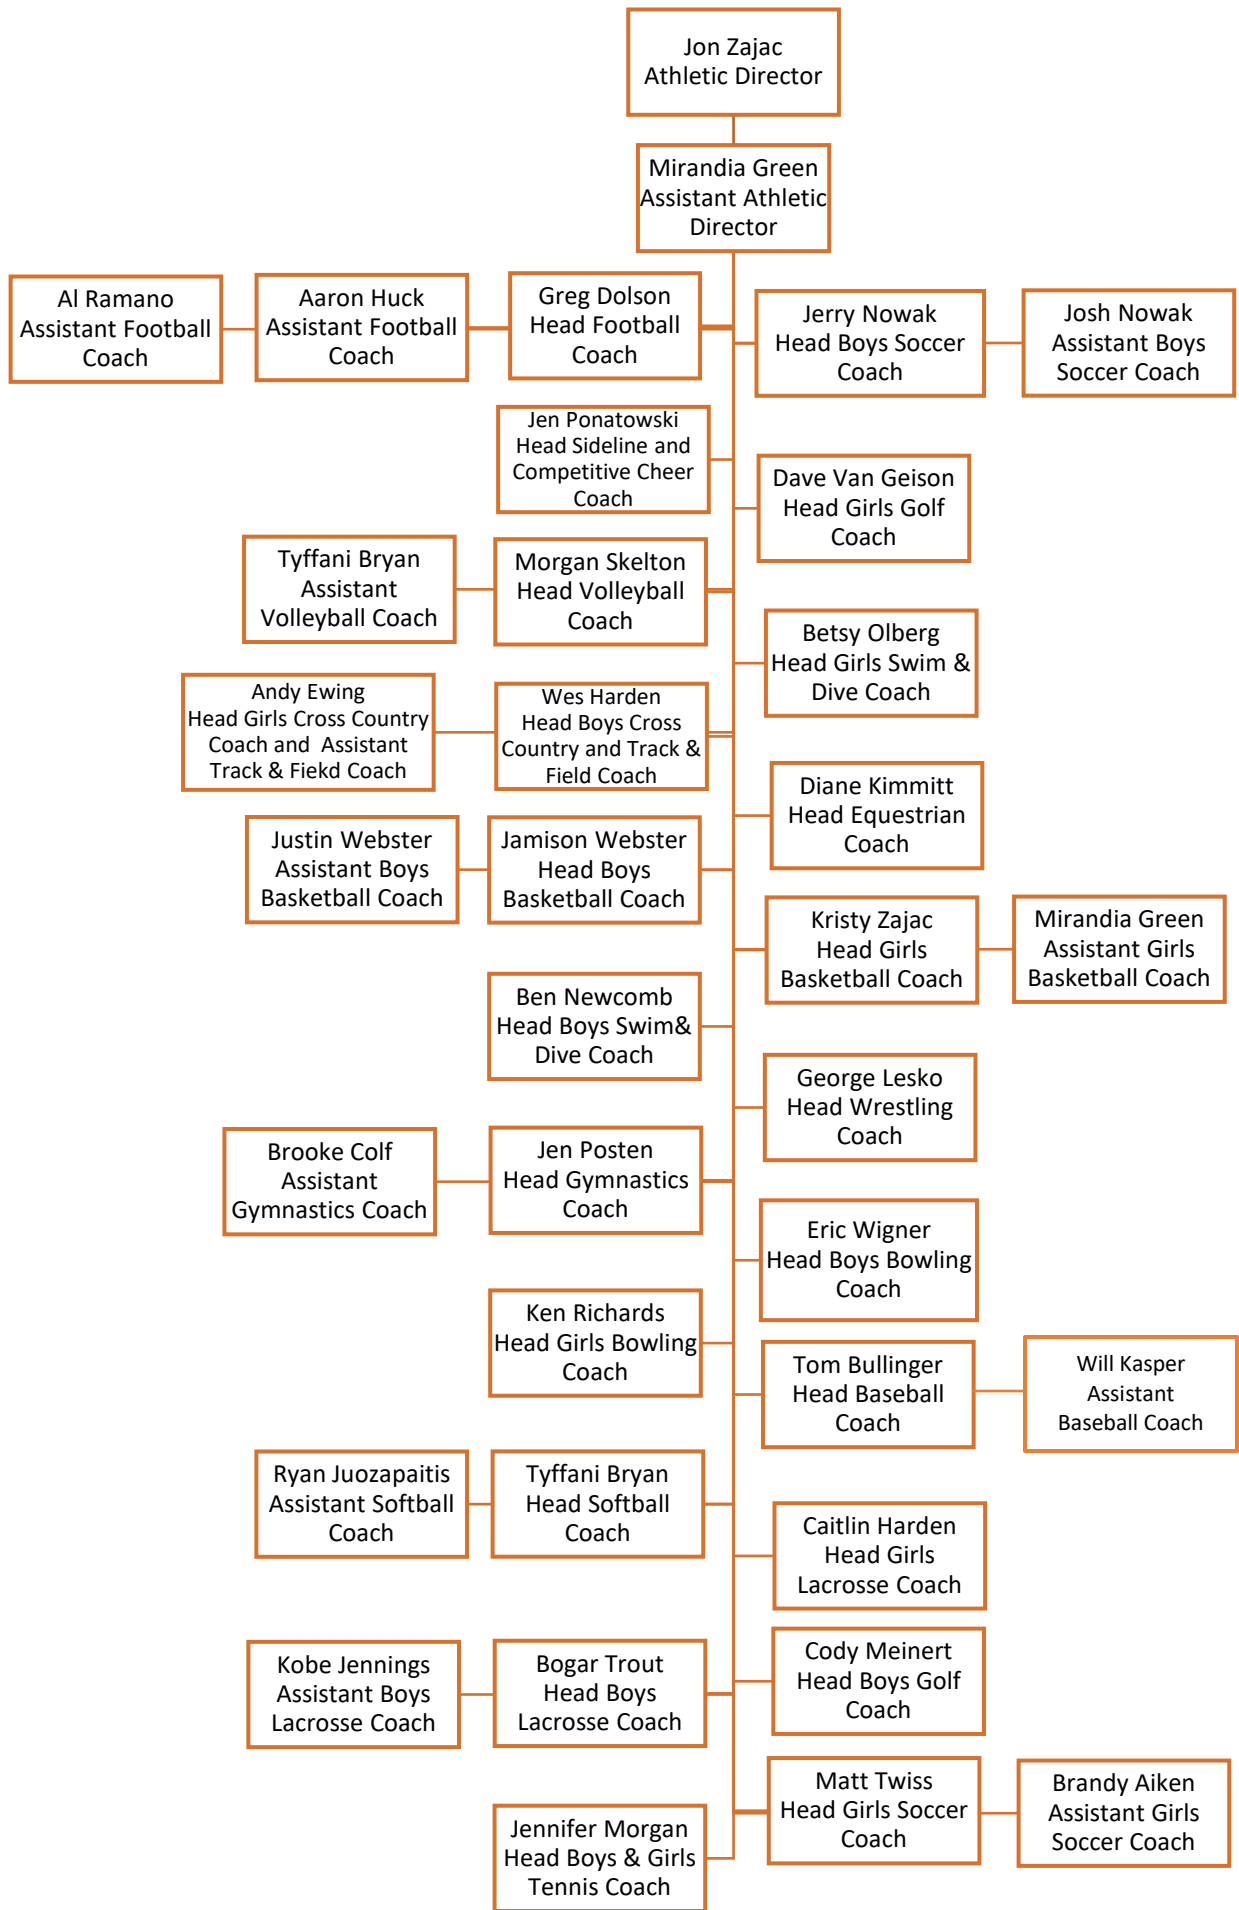 Jon Zajac
Athletic Director
Mirandia Green
Assistant Athletic
Director
Al Ramano
Assistant Football
Coach
Aaron Huck
Assistant Football
Coach
Greg Dolson
Head Football
Coach
Jerry Nowak
Head Boys Soccer
Coach
Josh Nowak
Assistant Boys
Soccer Coach
Jen Ponatowski
Head Sideline and
Competitive Cheer
Coach
Dave Van Geison
Head Girls Golf
Coach
Tyffani Bryan
Assistant
Volleyball Coach
Morgan Skelton
Head Volleyball
Coach
Betsy Olberg
Head Girls Swim &
Dive Coach
Andy Ewing
Head Girls Cross Country
Coach and  Assistant
Track & Fiekd Coach
Wes Harden
Head Boys Cross
Country and Track &
Field Coach
Diane Kimmitt
Head Equestrian
Coach
Justin Webster
Assistant Boys
Basketball Coach
Jamison Webster
Head Boys
Basketball Coach
Kristy Zajac
Head Girls
Basketball Coach
Mirandia Green
Assistant Girls
Basketball Coach
Ben Newcomb
Head Boys Swim&
Dive Coach
George Lesko
Head Wrestling
Coach
Brooke Colf
Assistant
Gymnastics Coach
Jen Posten
Head Gymnastics
Coach
Eric Wigner
Head Boys Bowling
Coach
Ken Richards
Head Girls Bowling
Coach
Tom Bullinger
Head Baseball
Coach
Will Kasper
Assistant
Baseball Coach
Ryan Juozapaitis
Assistant Softball
Coach
Tyffani Bryan
Head Softball
Coach
Caitlin Harden
Head Girls
Lacrosse Coach
Kobe Jennings
Assistant Boys
Lacrosse Coach
Bogar Trout
Head Boys
Lacrosse Coach
Cody Meinert
Head Boys Golf
Coach
Matt Twiss
Head Girls Soccer
Coach
Brandy Aiken
Assistant Girls
Soccer Coach
Jennifer Morgan
Head Boys & Girls
Tennis Coach